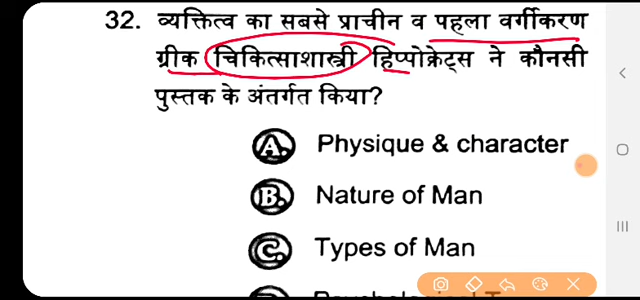 32. व्यक्तित्व का सबसे प्राचीन व पहला वर्गीकरण
ग्रीक चिकित्साशास्त्री हिप्पोक्रेट्स ने कौनसी
पुस्तक के अंतर्गत किया?
A. Physique & character
B. Nature of Man
C. Types of Man